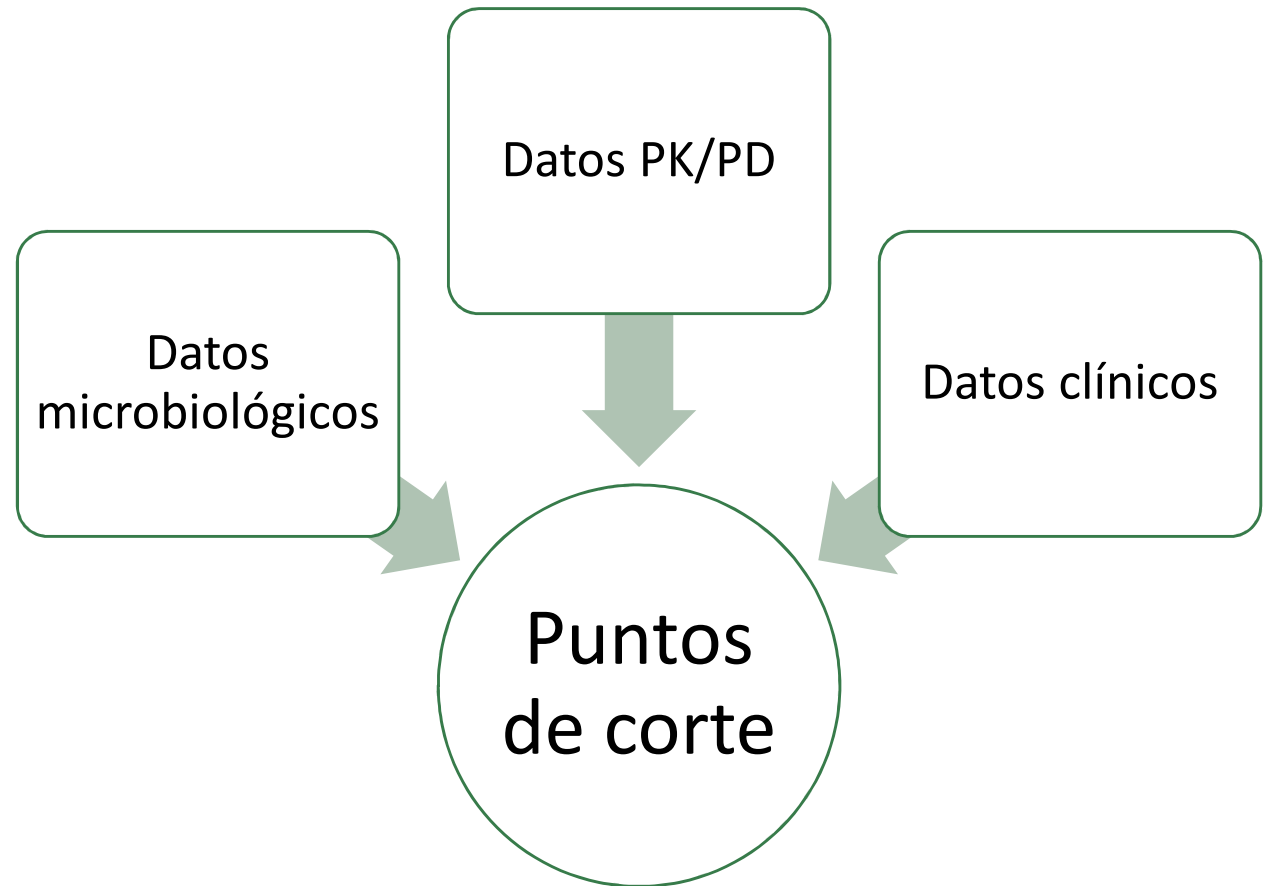 Datos PK/PD
Datos
microbiológicos
Datos clínicos
Puntos
de corte